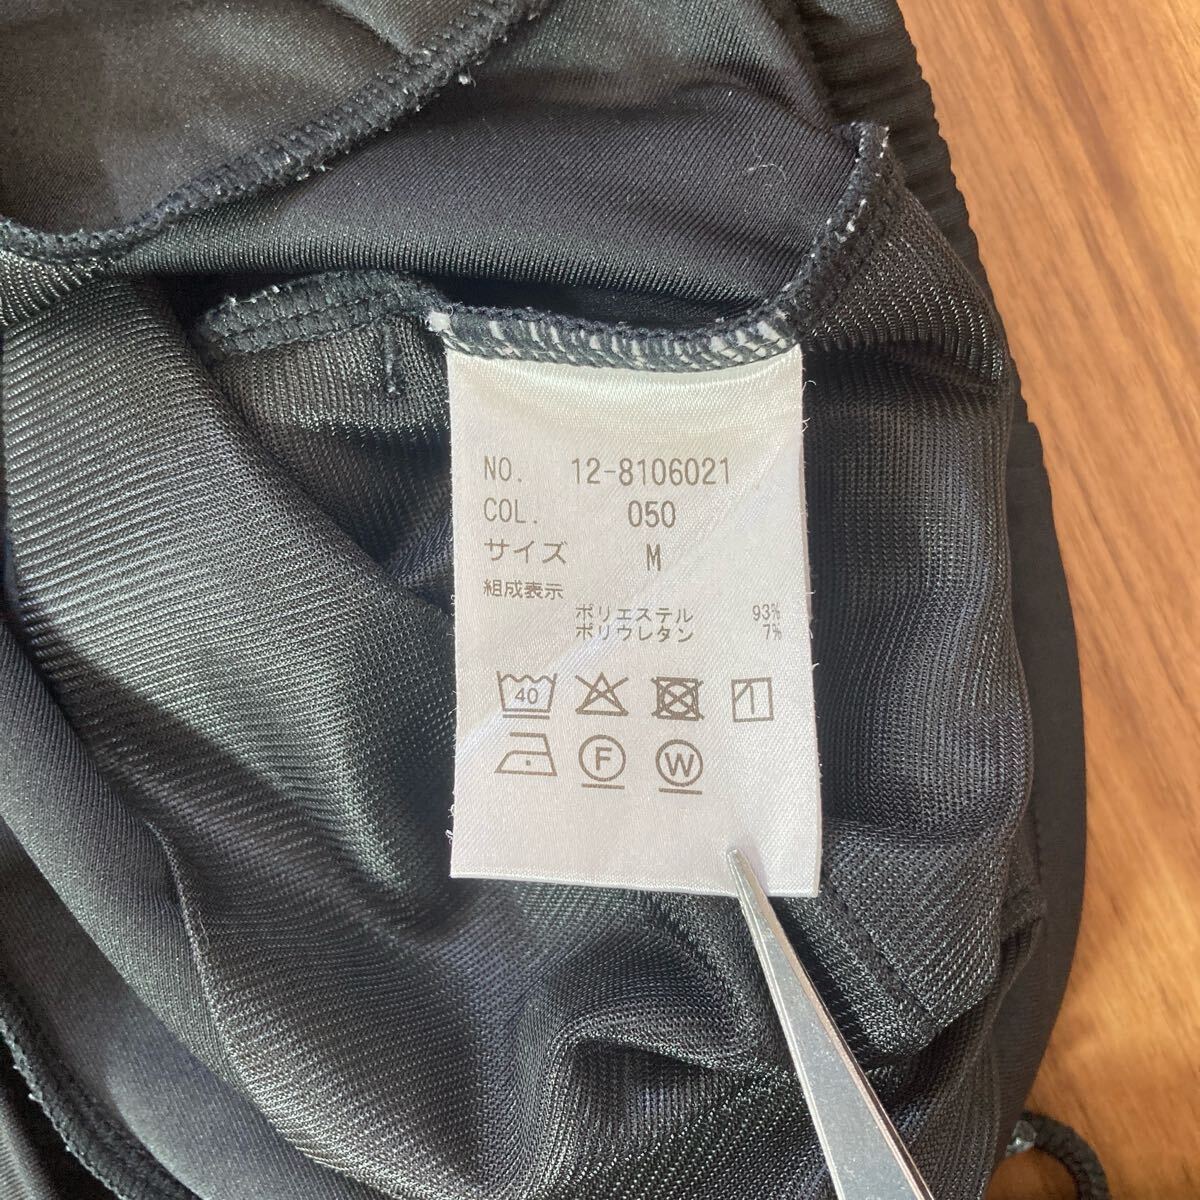 NO. 12-8106021
COL. 050
サイズ M
組成表示
ポリエステル 93%
ポリウレタン 7%
40
F W